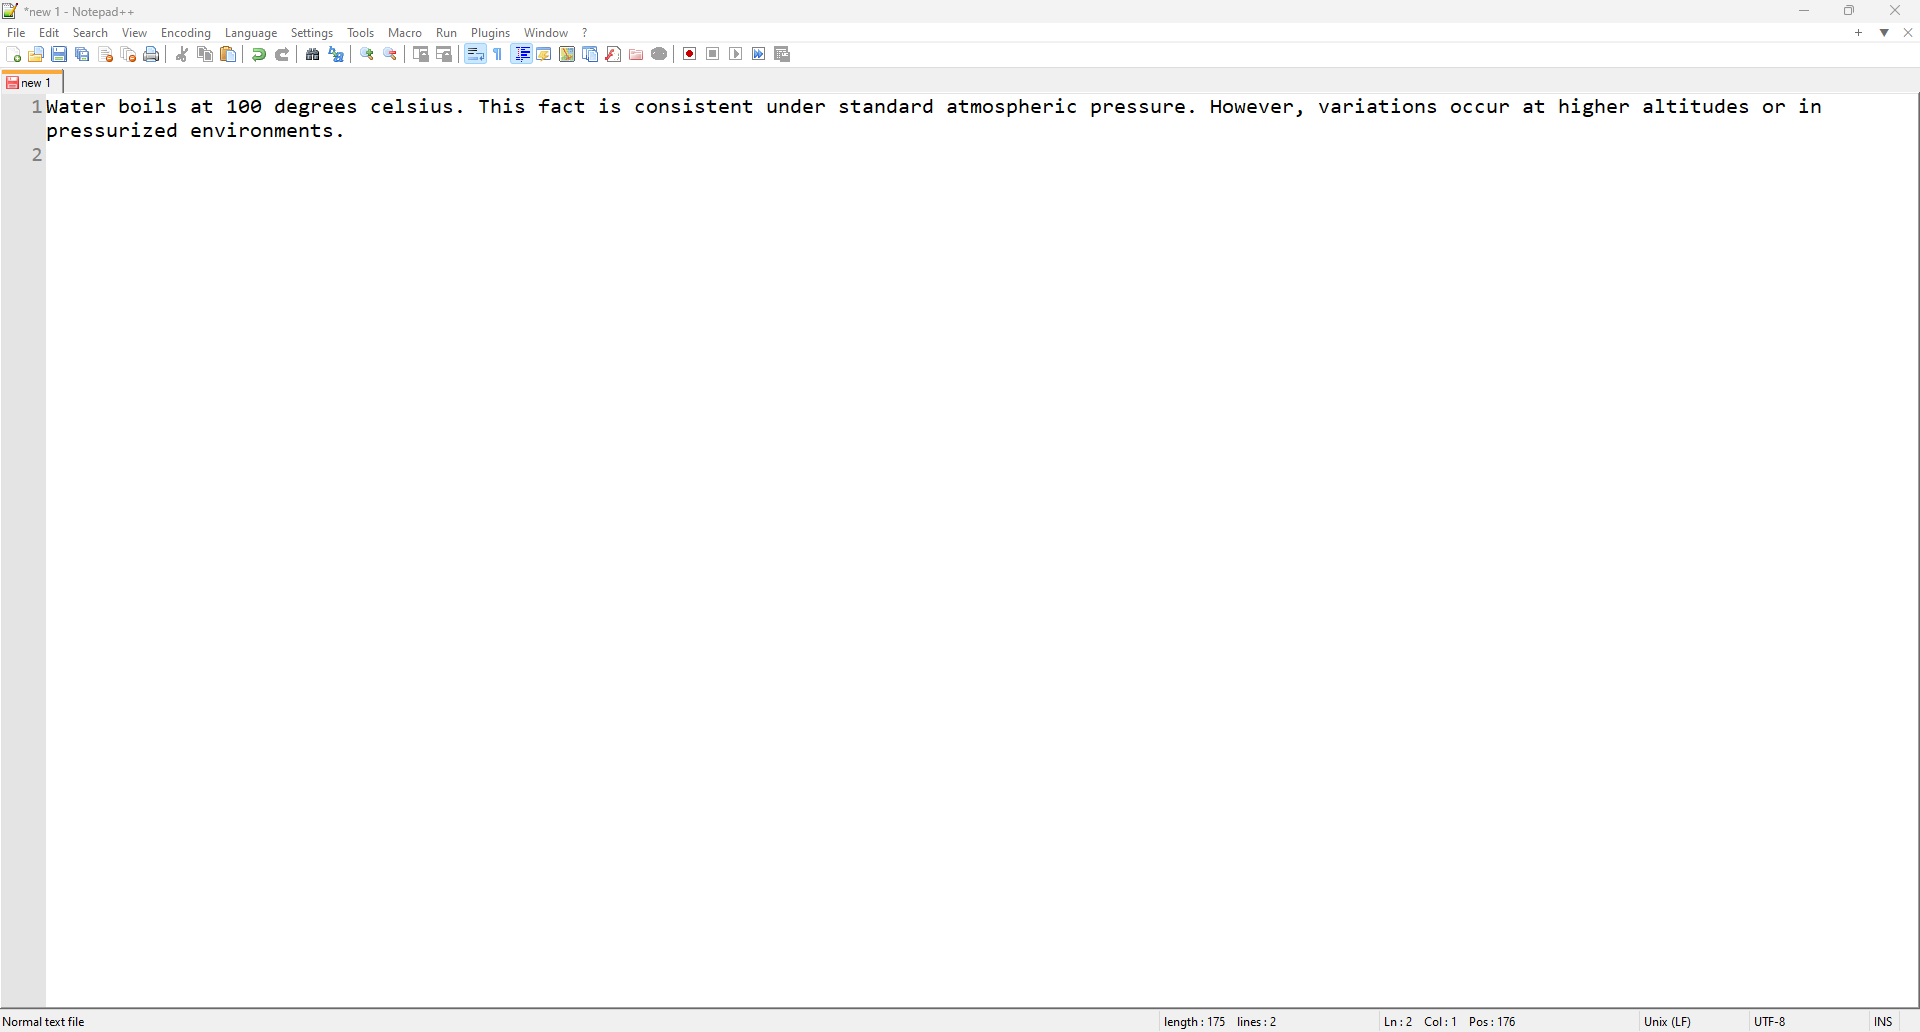 *new 1 - Notepad++
File Edit Search View Encoding Language Settings Tools Macro Run Plugins Window ?
new 1
1 Water boils at 100 degrees celsius. This fact is consistent under standard atmospheric pressure. However, variations occur at higher altitudes or in
pressurized environments.
2
Normal text file length : 175 lines : 2 Ln : 2 Col : 1 Pos : 176 Unix (LF) UTF-8 INS